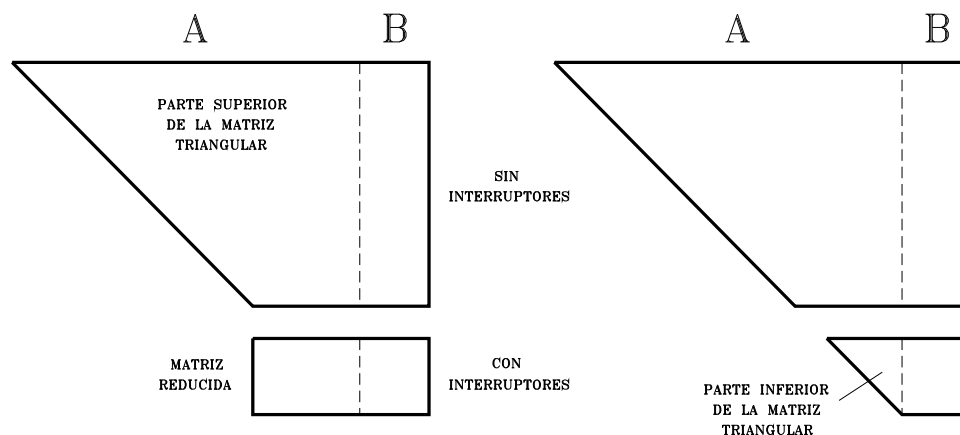 A B
PARTE SUPERIOR
DE LA MATRIZ
TRIANGULAR
MATRIZ
REDUCIDA
SIN
INTERRUPTORES
CON
INTERRUPTORES
A B
PARTE INFERIOR
DE LA MATRIZ
TRIANGULAR